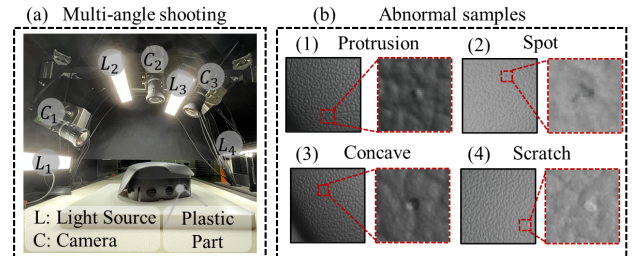 (a) Multi-angle shooting
(b) Abnormal samples
L2
C2
L3
C3
C1
L4
L1
L: Light Source
C: Camera
Plastic
Part
(1) Protrusion
(2) Spot
(3) Concave
(4) Scratch